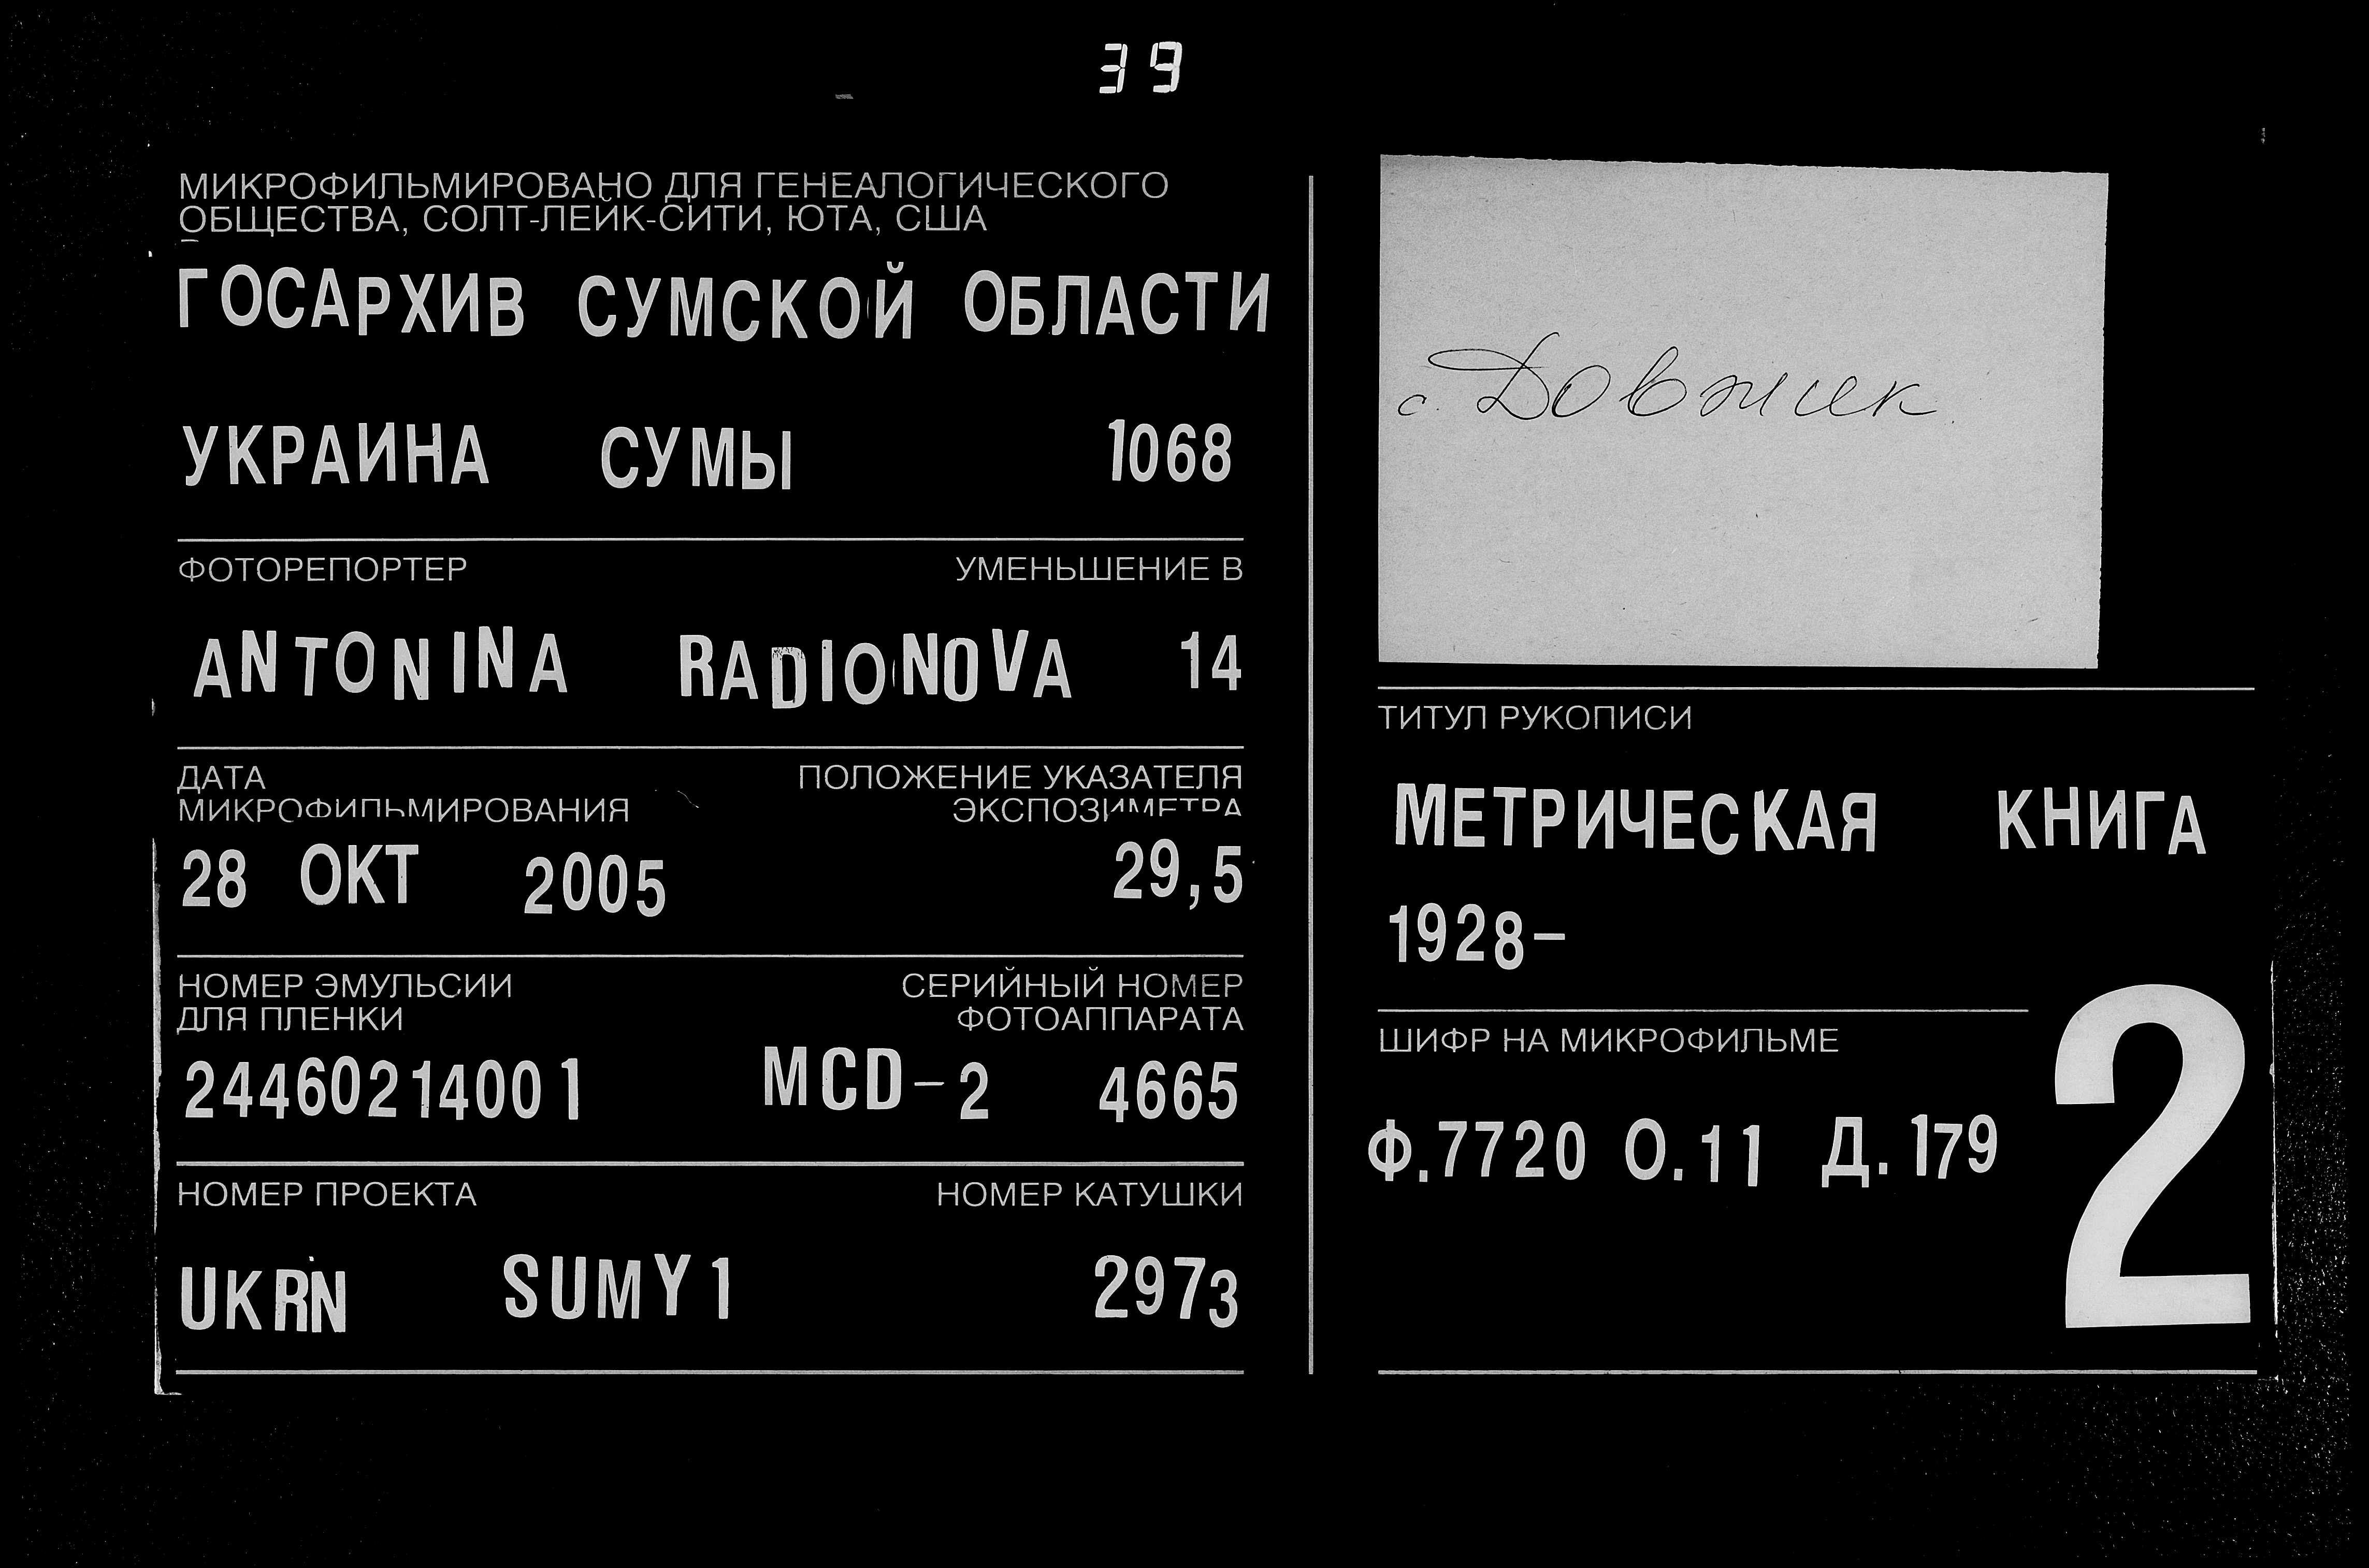 39
МИКРОФИЛЬМИРОВАНО ДЛЯ ГЕНЕАЛОГИЧЕСКОГО
ОБЩЕСТВА, СОЛТ-ЛЕЙК-СИТИ, ЮТА, США
ГОСАРХИВ СУМСКОЙ ОБЛАСТИ
УКРАИНА СУМЫ 1068
ФОТОРЕПОРТЕР УМЕНЬШЕНИЕ В
ANTONINA RADIONOVA 14
ДАТА ПОЛОЖЕНИЕ УКАЗАТЕЛЯ
МИКРОФИЛЬМИРОВАНИЯ ЭКСПОЗИМЕТРА
28 ОКТ 2005 29,5
НОМЕР ЭМУЛЬСИИ СЕРИЙНЫЙ НОМЕР
ДЛЯ ПЛЕНКИ ФОТОАППАРАТА
24460214001 MCD-2 4665
НОМЕР ПРОЕКТА НОМЕР КАТУШКИ
UKRN SUMY1 2973
с. Довжик
ТИТУЛ РУКОПИСИ
МЕТРИЧЕСКАЯ КНИГА
1928-
ШИФР НА МИКРОФИЛЬМЕ
Ф.7720 О.11 Д.179
2